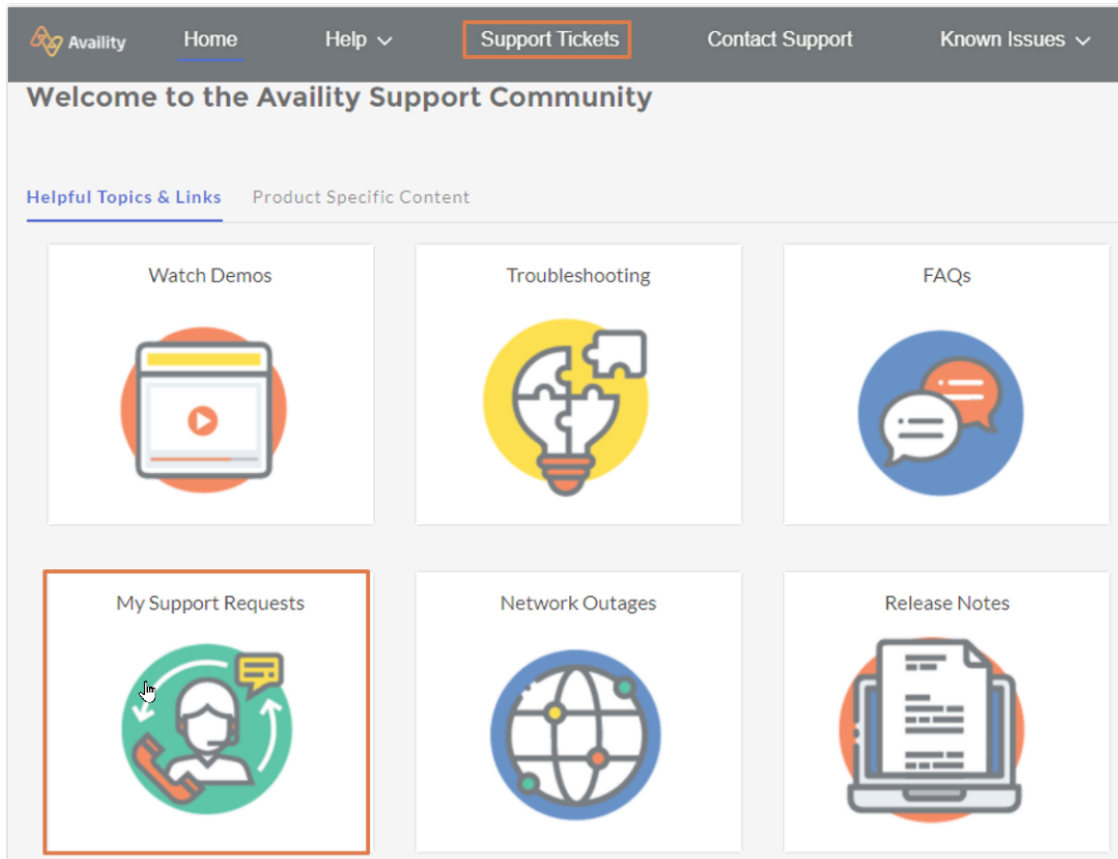 Availity Home Help Support Tickets Contact Support Known Issues
Welcome to the Availity Support Community
Helpful Topics & Links Product Specific Content
Watch Demos Troubleshooting FAQs
My Support Requests Network Outages Release Notes